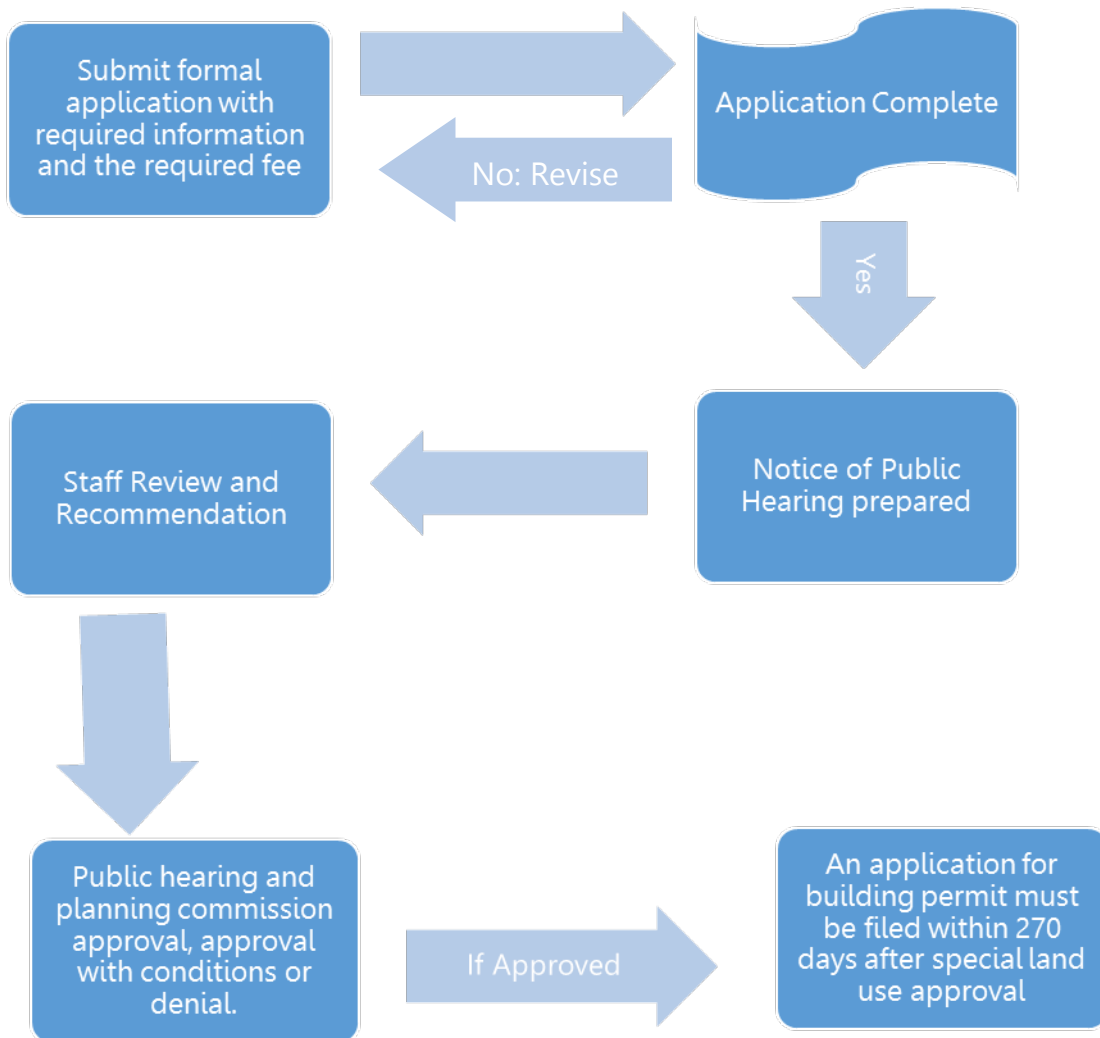 Submit formal
application with
required information
and the required fee
Application Complete
No: Revise
Yes
Notice of Public
Hearing prepared
Staff Review and
Recommendation
Public hearing and
planning commission
approval, approval
with conditions or
denial.
If Approved
An application for
building permit must
be filed within 270
days after special land
use approval